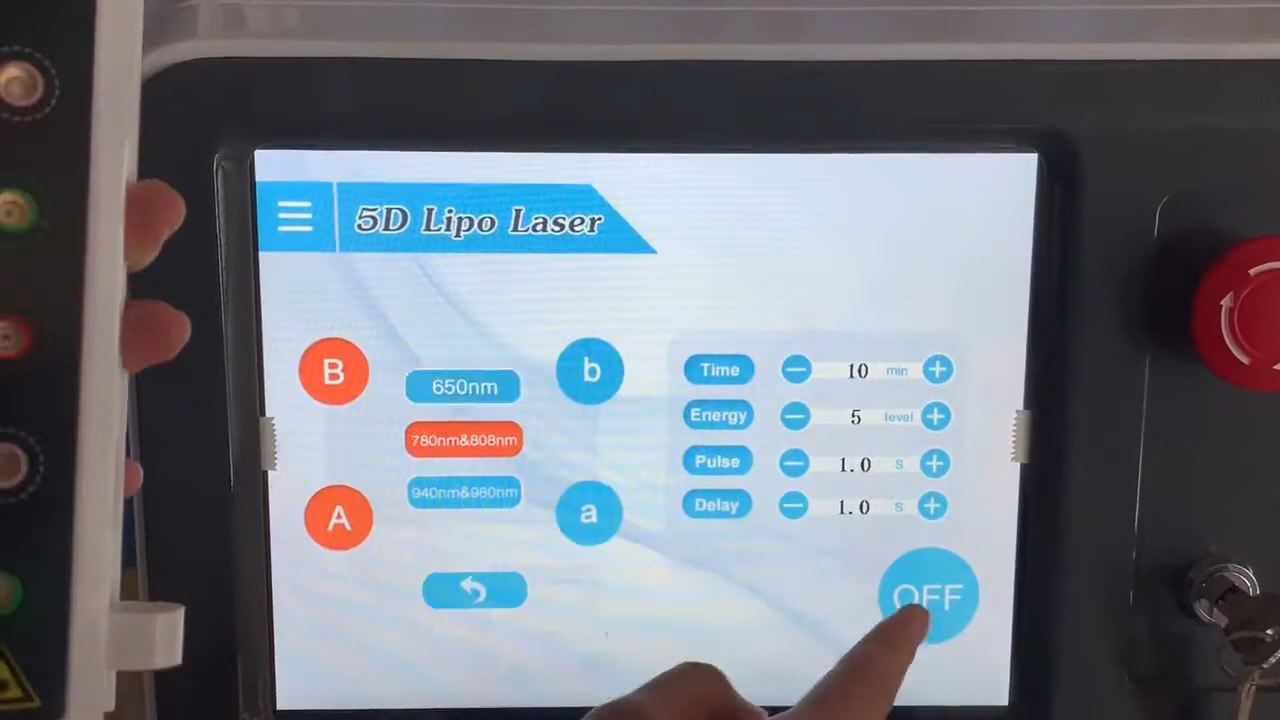 5D Lipo Laser
B
650nm
b
780nm&808nm
A
940nm&980nm
a
Time 10 min
Energy 5 level
Pulse 1.0 s
Delay 1.0 s
OFF